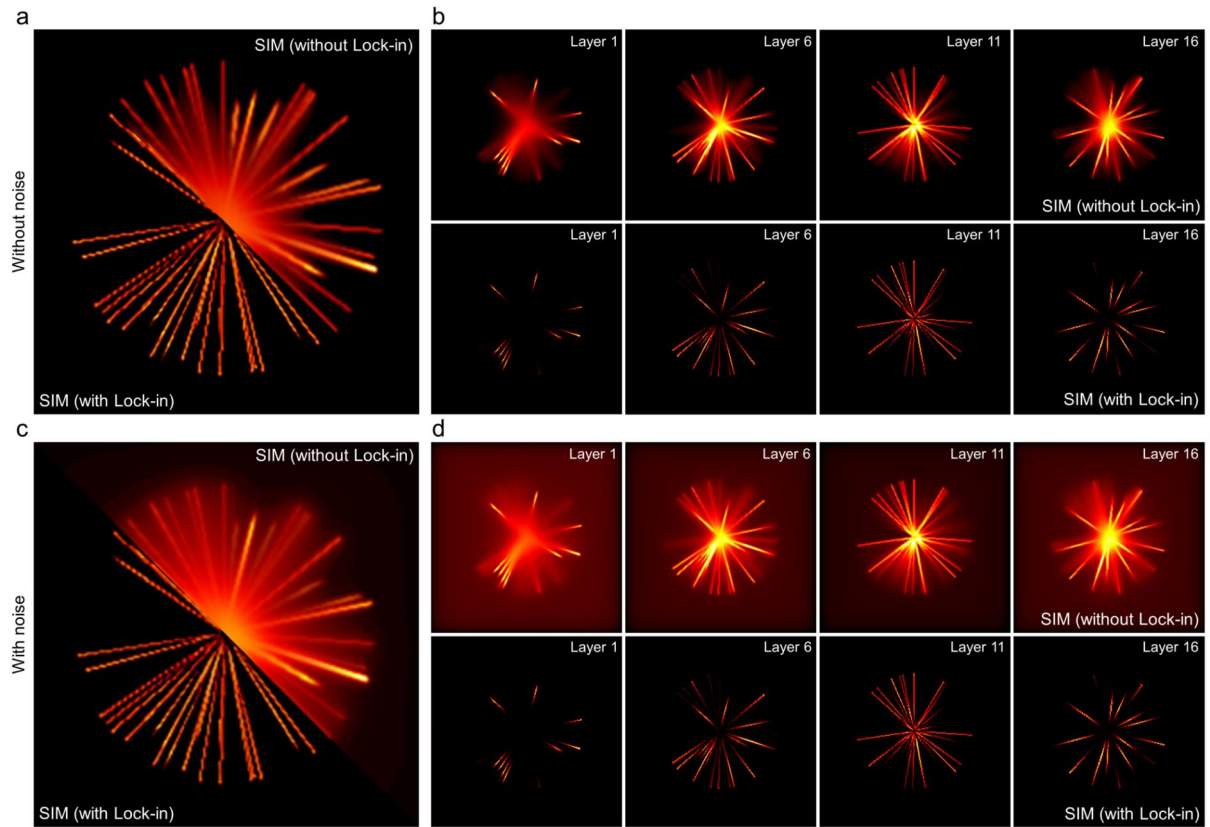 a
SIM (without Lock-in)
Without noise
SIM (with Lock-in)
b
Layer 1
Layer 6
Layer 11
Layer 16
SIM (without Lock-in)
Layer 1
Layer 6
Layer 11
Layer 16
SIM (with Lock-in)
c
SIM (without Lock-in)
With noise
SIM (with Lock-in)
d
Layer 1
Layer 6
Layer 11
Layer 16
SIM (without Lock-in)
Layer 1
Layer 6
Layer 11
Layer 16
SIM (with Lock-in)